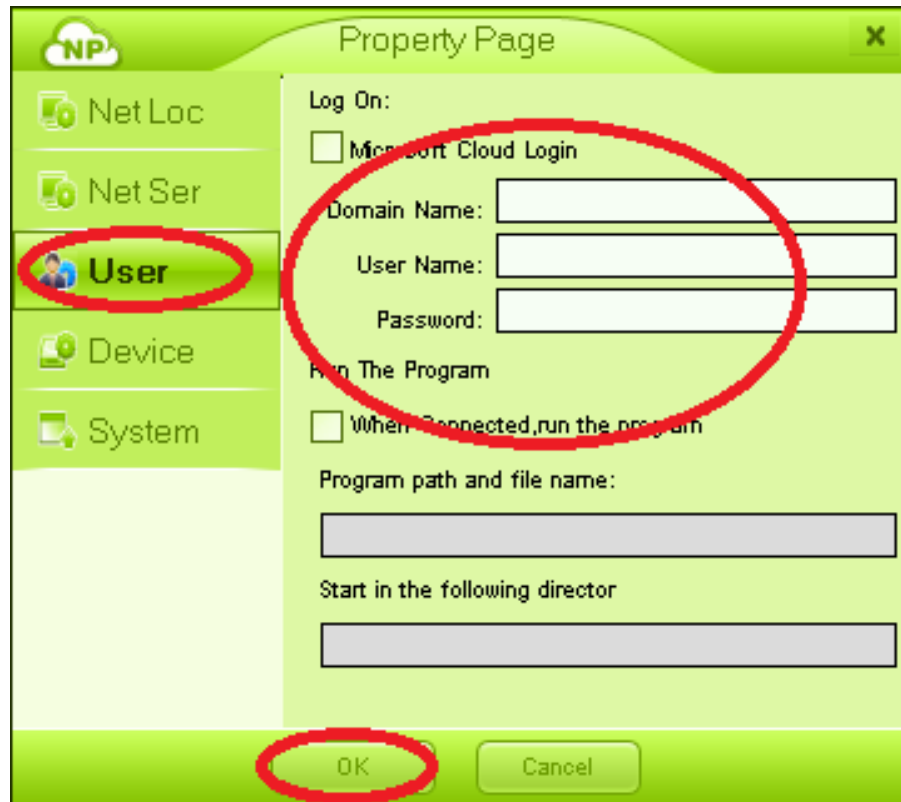 NP
Property Page
Net Loc
Net Ser
User
Device
System
Log On:
Microsoft Cloud Login
Domain Name:
User Name:
Password:
Run The Program
When Connected,run the program
Program path and file name:
Start in the following director
OK
Cancel